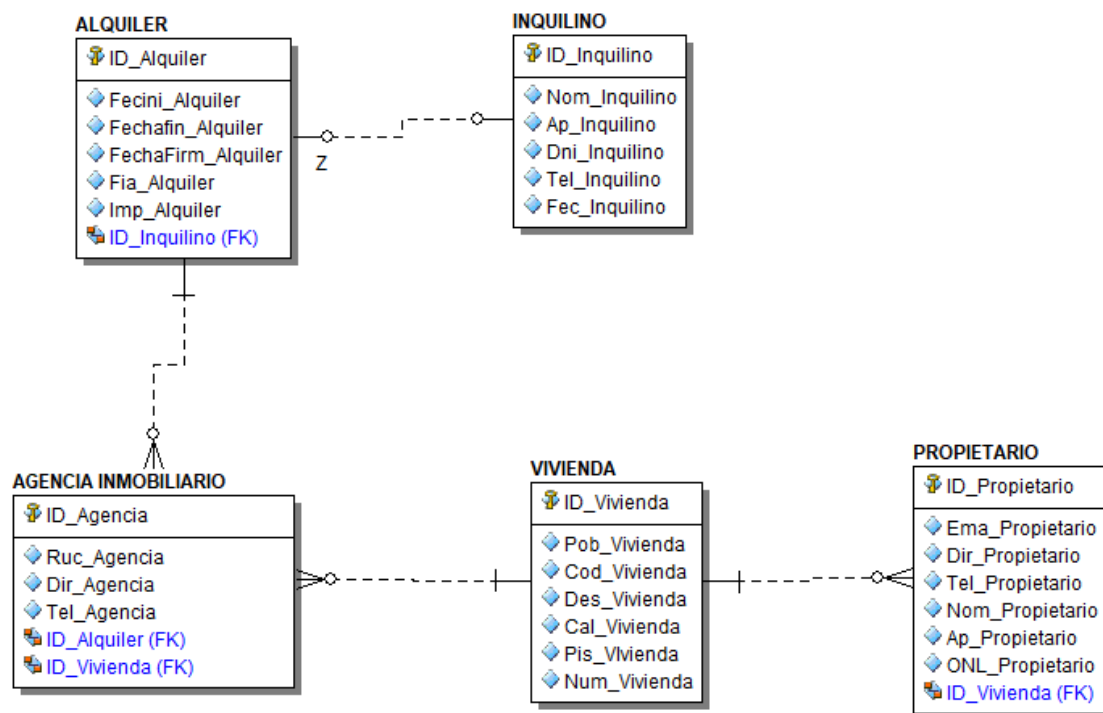 ALQUILER
ID_Alquiler
Fecini_Alquiler
Fechafin_Alquiler
FechaFirm_Alquiler
Fia_Alquiler
Imp_Alquiler
ID_Inquilino (FK)
Z
INQUILINO
ID_Inquilino
Nom_Inquilino
Ap_Inquilino
Dni_Inquilino
Tel_Inquilino
Fec_Inquilino
AGENCIA INMOBILIARIO
ID_Agencia
Ruc_Agencia
Dir_Agencia
Tel_Agencia
ID_Alquiler (FK)
ID_Vivienda (FK)
VIVIENDA
ID_Vivienda
Pob_Vivienda
Cod_Vivienda
Des_Vivienda
Cal_Vivienda
Pis_VIvienda
Num_Vivienda
PROPIETARIO
ID_Propietario
Ema_Propietario
Dir_Propietario
Tel_Propietario
Nom_Propietario
Ap_Propietario
ONL_Propietario
ID_Vivienda (FK)